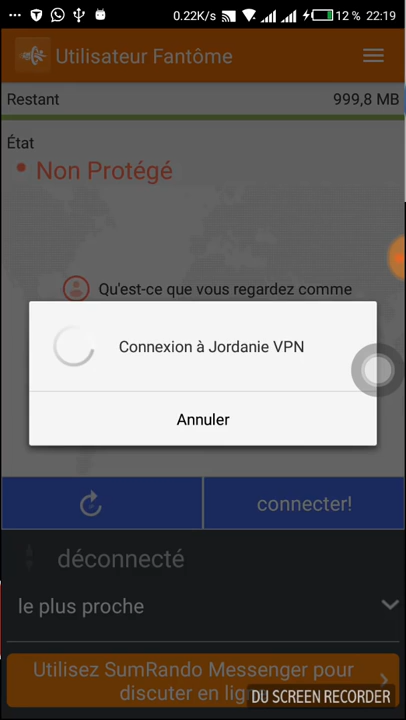 0.22K/s 12 % 22:19
Utilisateur Fantôme
Restant 999,8 MB
État
Non Protégé
Qu'est-ce que vous regardez comme
Connexion à Jordanie VPN
Annuler
connecter!
déconnecté
le plus proche
Utilisez SumRando Messenger pour
discuter en
DU SCREEN RECORDER